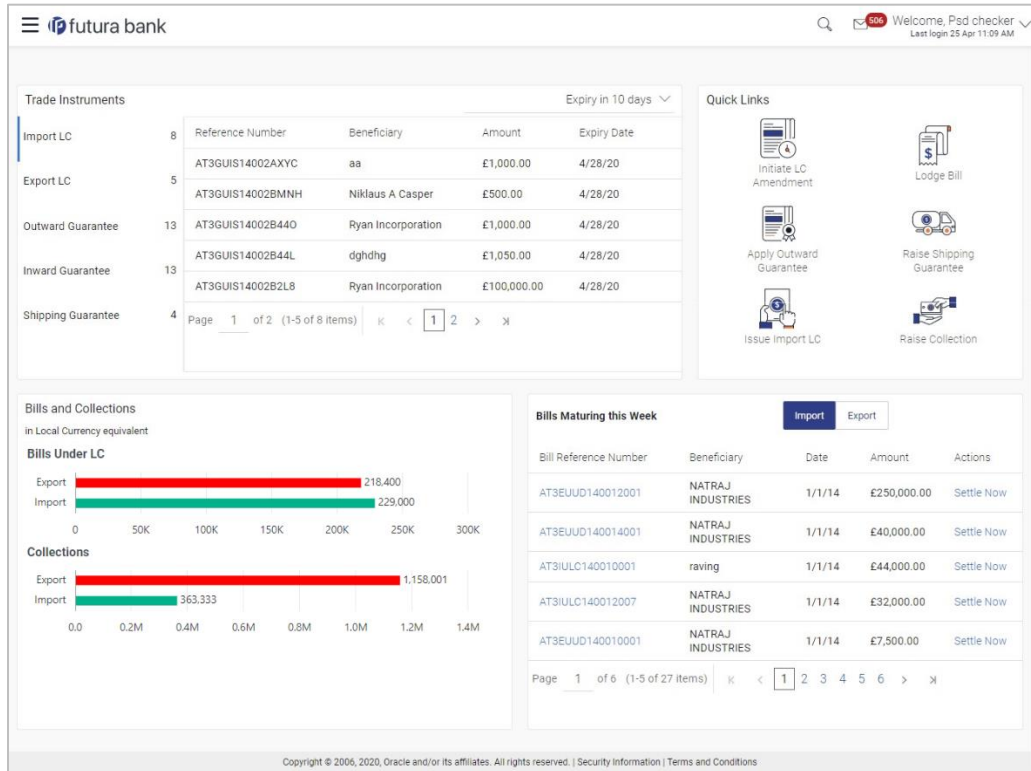 futura bank
506
Welcome, Psd checker
Last login 25 Apr 11:09 AM
Trade Instruments
Expiry in 10 days
Import LC 8
Export LC 5
Outward Guarantee 13
Inward Guarantee 13
Shipping Guarantee 4
Reference Number Beneficiary Amount Expiry Date
AT3GUIS14002AXYC aa £1,000.00 4/28/20
AT3GUIS14002BMNH Niklaus A Casper £500.00 4/28/20
AT3GUIS14002B44O Ryan Incorporation £1,000.00 4/28/20
AT3GUIS14002B44L dghdhg £1,050.00 4/28/20
AT3GUIS14002B2L8 Ryan Incorporation £100,000.00 4/28/20
Page 1 of 2 (1-5 of 8 items) 1 2
Quick Links
Initiate LC
Amendment
Lodge Bill
Apply Outward
Guarantee
Raise Shipping
Guarantee
Issue Import LC
Raise Collection
Bills and Collections
in Local Currency equivalent
Bills Under LC
Export 218,400
Import 229,000
0 50K 100K 150K 200K 250K 300K
Collections
Export 1,158,001
Import 363,333
0.0 0.2M 0.4M 0.6M 0.8M 1.0M 1.2M 1.4M
Bills Maturing this Week
Import Export
Bill Reference Number Beneficiary Date Amount Actions
AT3EUUD140012001 NATRAJ INDUSTRIES 1/1/14 £250,000.00 Settle Now
AT3EUUD140014001 NATRAJ INDUSTRIES 1/1/14 £40,000.00 Settle Now
AT3IULC140010001 raving 1/1/14 £44,000.00 Settle Now
AT3IULC140012007 NATRAJ INDUSTRIES 1/1/14 £32,000.00 Settle Now
AT3EUUD140010001 NATRAJ INDUSTRIES 1/1/14 £7,500.00 Settle Now
Page 1 of 6 (1-5 of 27 items) 1 2 3 4 5 6
Copyright © 2006, 2020, Oracle and/or its affiliates. All rights reserved. | Security Information | Terms and Conditions